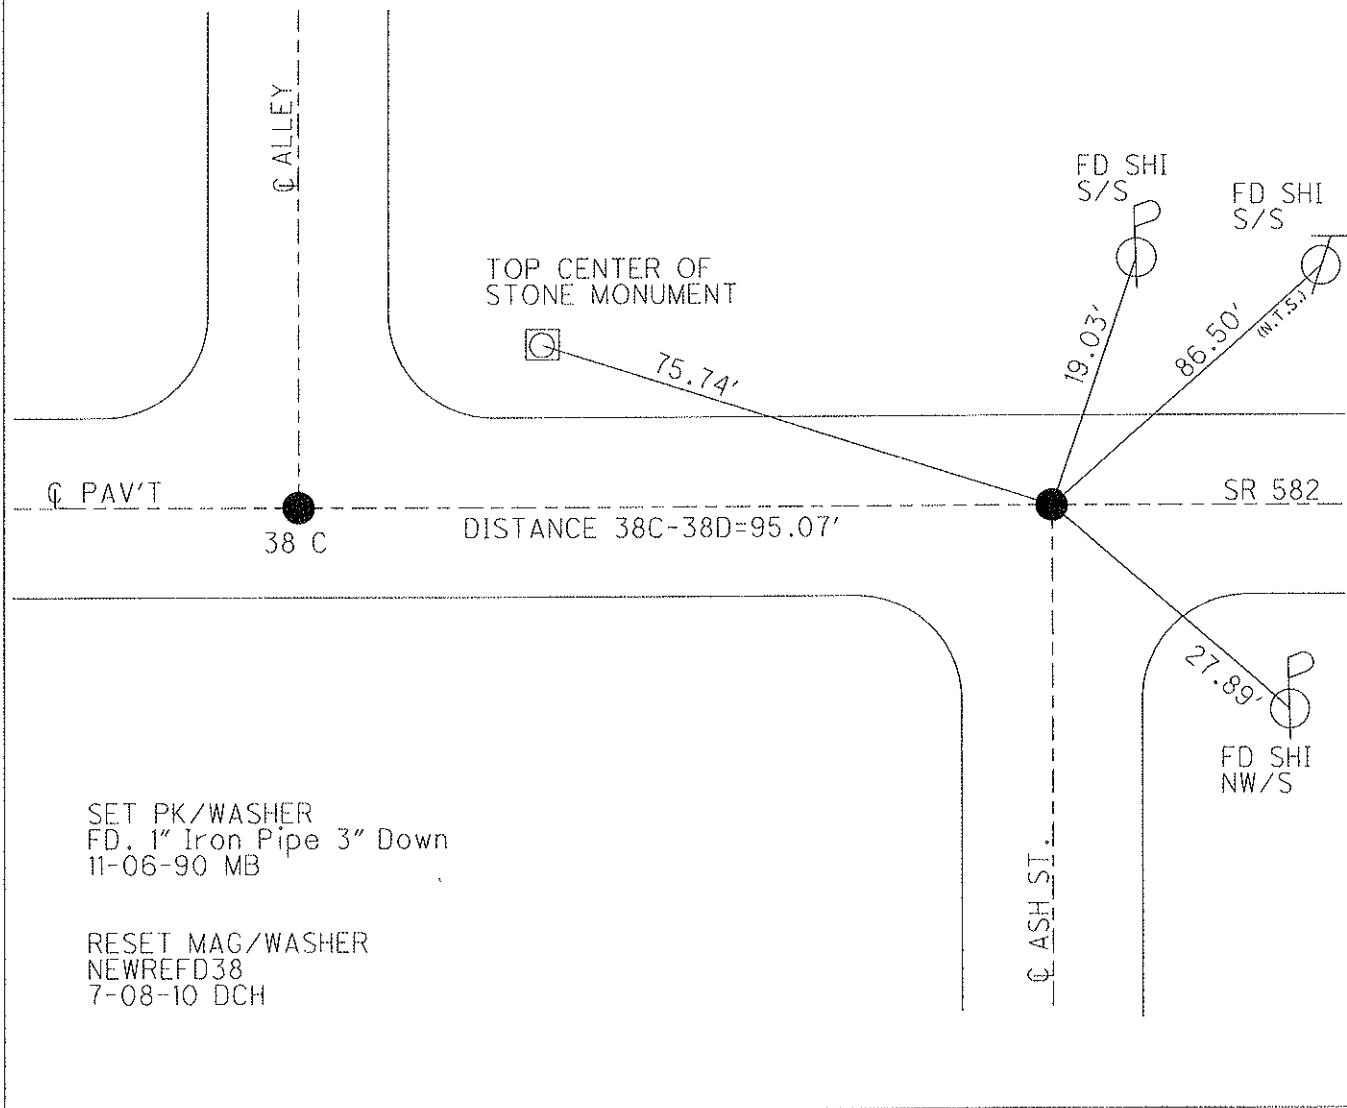 ℄ ALLEY
FD SHI
S/S
FD SHI
S/S
TOP CENTER OF
STONE MONUMENT
75.74'
19.03'
86.50'
(N.T.S.)
℄ PAV'T
SR 582
38 C
DISTANCE 38C-38D=95.07'
27.89'
FD SHI
NW/S
SET PK/WASHER
FD. 1" Iron Pipe 3" Down
11-06-90 MB
℄ ASH ST.
RESET MAG/WASHER
NEWREFD38
7-08-10 DCH